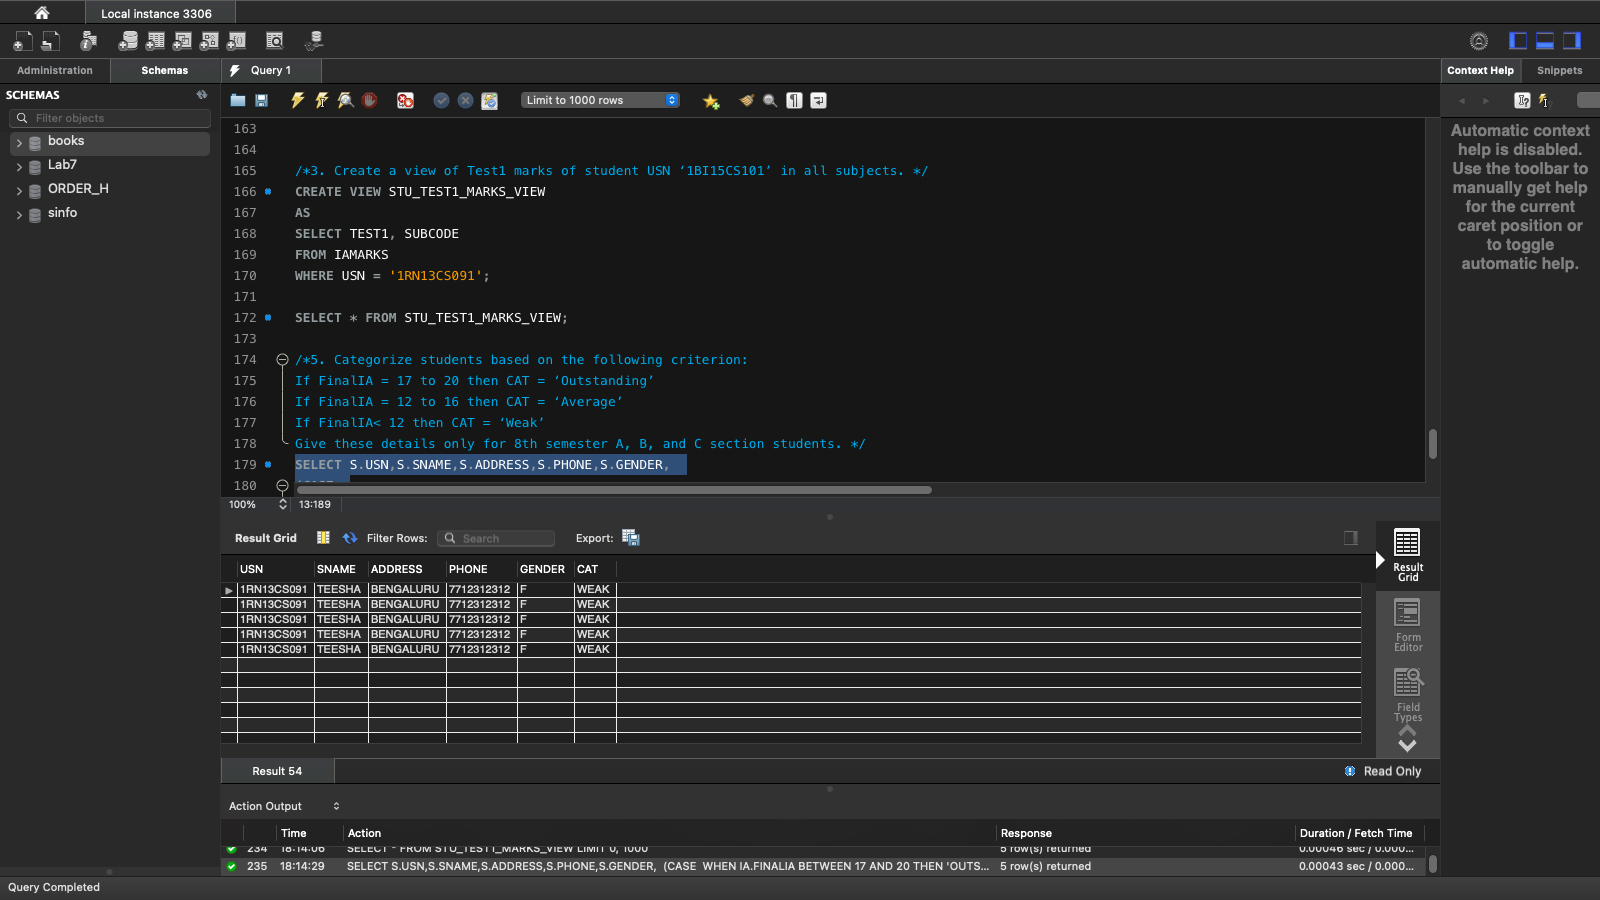 Local instance 3306
Administration
Schemas
Query 1
Context Help
Snippets
SCHEMAS
Filter objects
books
Lab7
ORDER_H
sinfo
Limit to 1000 rows
163
164
165 /*3. Create a view of Test1 marks of student USN ‘1BI15CS101’ in all subjects. */
166 CREATE VIEW STU_TEST1_MARKS_VIEW
167 AS
168 SELECT TEST1, SUBCODE
169 FROM IAMARKS
170 WHERE USN = '1RN13CS091';
171
172 SELECT * FROM STU_TEST1_MARKS_VIEW;
173
174 /*5. Categorize students based on the following criterion:
175 If FinalIA = 17 to 20 then CAT = ‘Outstanding’
176 If FinalIA = 12 to 16 then CAT = ‘Average’
177 If FinalIA< 12 then CAT = ‘Weak’
178 Give these details only for 8th semester A, B, and C section students. */
179 SELECT S.USN,S.SNAME,S.ADDRESS,S.PHONE,S.GENDER,
180
100% 13:189
Automatic context
help is disabled.
Use the toolbar to
manually get help
for the current
caret position or
to toggle
automatic help.
Result Grid Filter Rows: Search Export:
USN SNAME ADDRESS PHONE GENDER CAT
1RN13CS091 TEESHA BENGALURU 7712312312 F WEAK
1RN13CS091 TEESHA BENGALURU 7712312312 F WEAK
1RN13CS091 TEESHA BENGALURU 7712312312 F WEAK
1RN13CS091 TEESHA BENGALURU 7712312312 F WEAK
1RN13CS091 TEESHA BENGALURU 7712312312 F WEAK
Result
Grid
Form
Editor
Field
Types
Result 54
Read Only
Action Output
Time Action Response Duration / Fetch Time
234 18:14:06 SELECT * FROM STU_TEST1_MARKS_VIEW LIMIT 0, 1000 5 row(s) returned 0.00046 sec / 0.000...
235 18:14:29 SELECT S.USN,S.SNAME,S.ADDRESS,S.PHONE,S.GENDER, (CASE WHEN IA.FINALIA BETWEEN 17 AND 20 THEN 'OUTS... 5 row(s) returned 0.00043 sec / 0.000...
Query Completed